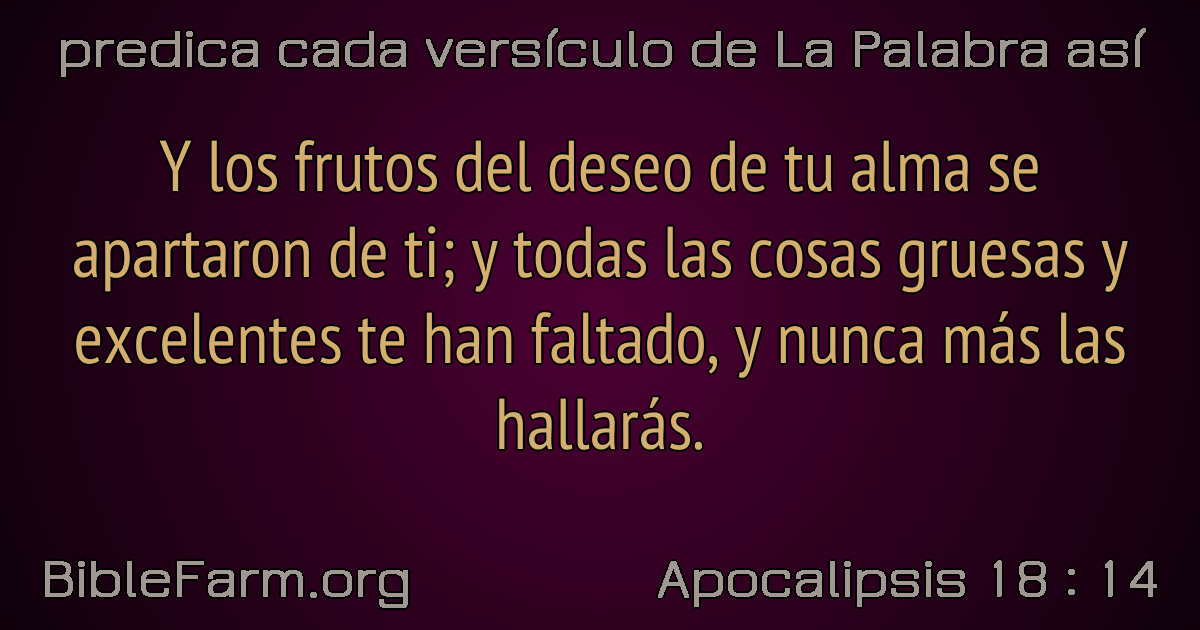 predica cada versículo de La Palabra así
Y los frutos del deseo de tu alma se
apartaron de ti; y todas las cosas gruesas y
excelentes te han faltado, y nunca más las
hallarás.
BibleFarm.org
Apocalipsis 18 : 14